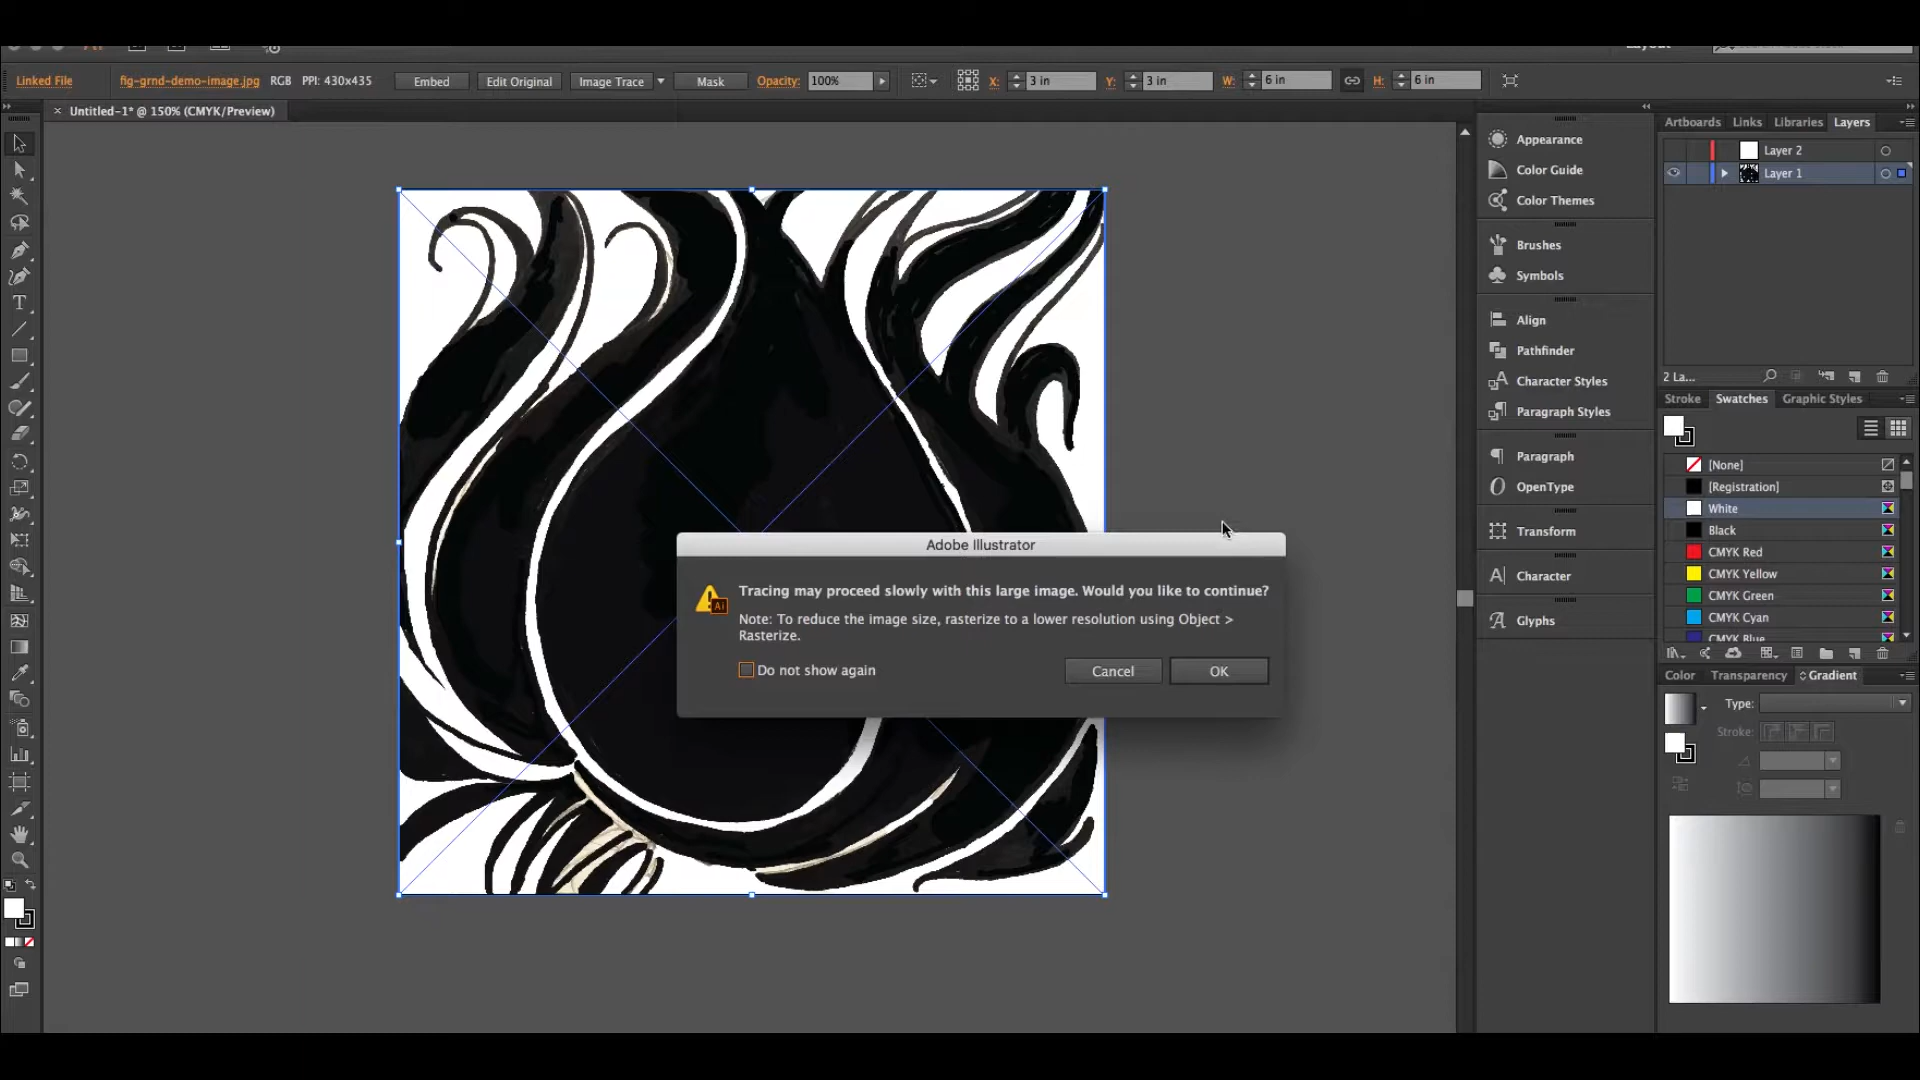 Linked File fig-grnd-demo-image.jpg RGB PPI: 430x435 Embed Edit Original Image Trace Mask Opacity: 100% X: 3 in Y: 3 in W: 6 in H: 6 in
× Untitled-1* @ 150% (CMYK/Preview)
Appearance
Color Guide
Color Themes
Brushes
Symbols
Align
Pathfinder
Character Styles
Paragraph Styles
Paragraph
OpenType
Transform
Character
Glyphs
Artboards Links Libraries Layers
Layer 2
Layer 1
2 La...
Stroke Swatches Graphic Styles
[None]
[Registration]
White
Black
CMYK Red
CMYK Yellow
CMYK Green
CMYK Cyan
CMYK Blue
Color Transparency Gradient
Type:
Stroke:
Adobe Illustrator
Tracing may proceed slowly with this large image. Would you like to continue?
Note: To reduce the image size, rasterize to a lower resolution using Object >
Rasterize.
Do not show again Cancel OK